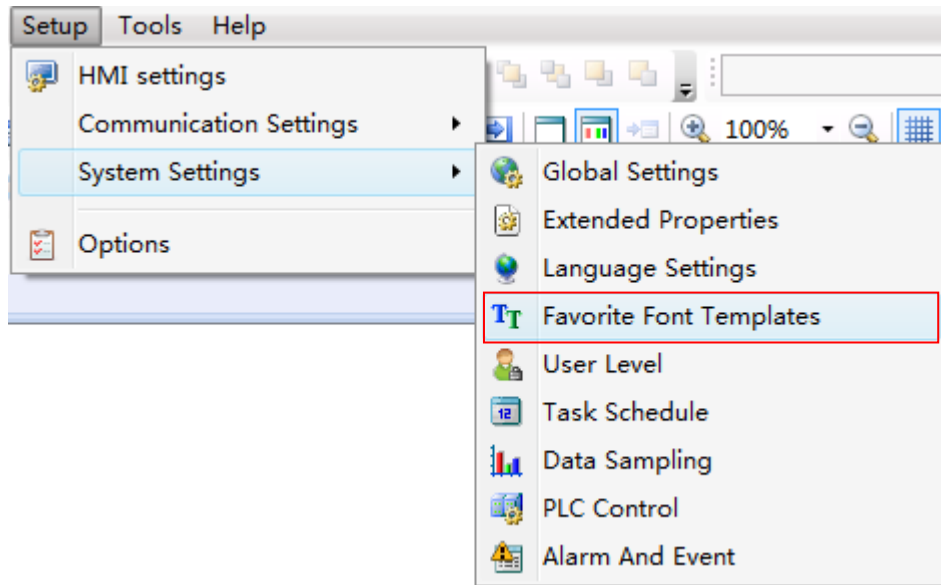 Setup Tools Help
HMI settings
Communication Settings
100%
System Settings
Global Settings
Extended Properties
Options
Language Settings
Favorite Font Templates
User Level
Task Schedule
12
Data Sampling
PLC Control
Alarm And Event